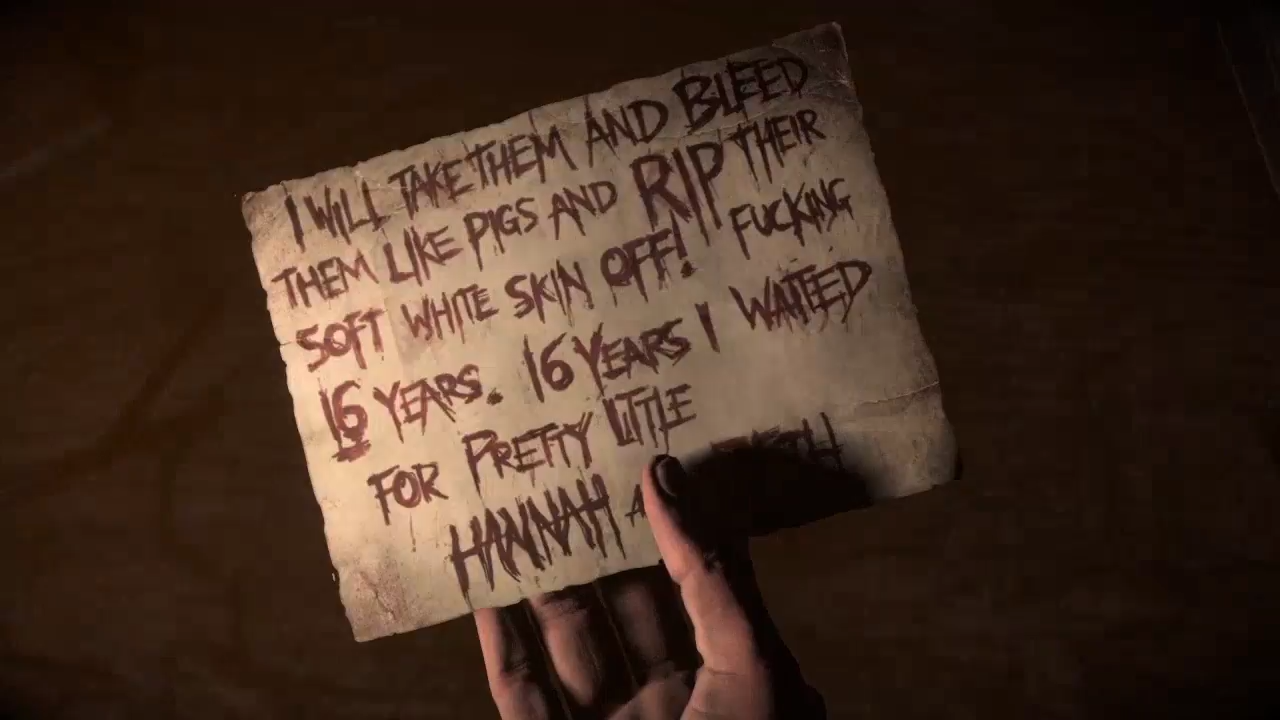 I WILL TAKE THEM AND BLEED
THEM LIKE PIGS AND RIP THEIR
SOFT WHITE SKIN OFF! FUCKING
16 YEARS. 16 YEARS I WAITED
FOR PRETTY LITTLE
HANNAH